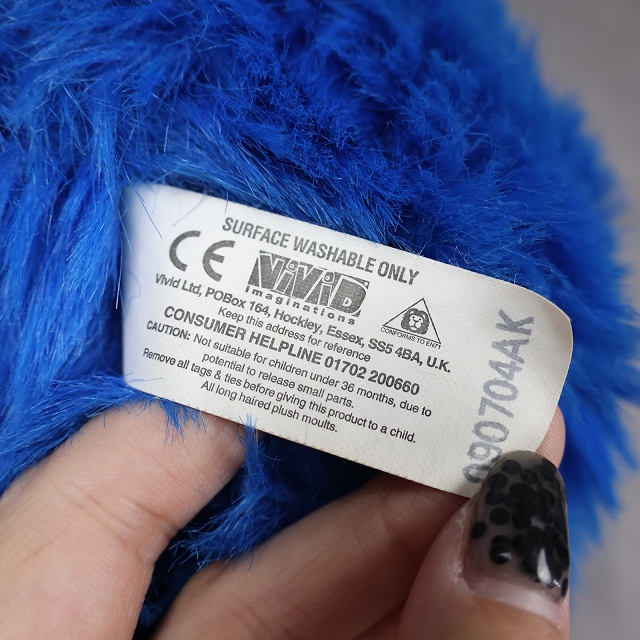 SURFACE WASHABLE ONLY
CE
ViViD
imaginations
CONFORMS TO EN71
Vivid Ltd, POBox 164, Hockley, Essex, SS5 4BA, U.K.
Keep this address for reference
CONSUMER HELPLINE 01702 200660
CAUTION: Not suitable for children under 36 months, due to
potential to release small parts.
Remove all tags & ties before giving this product to a child.
All long haired plush moults.
090704AK